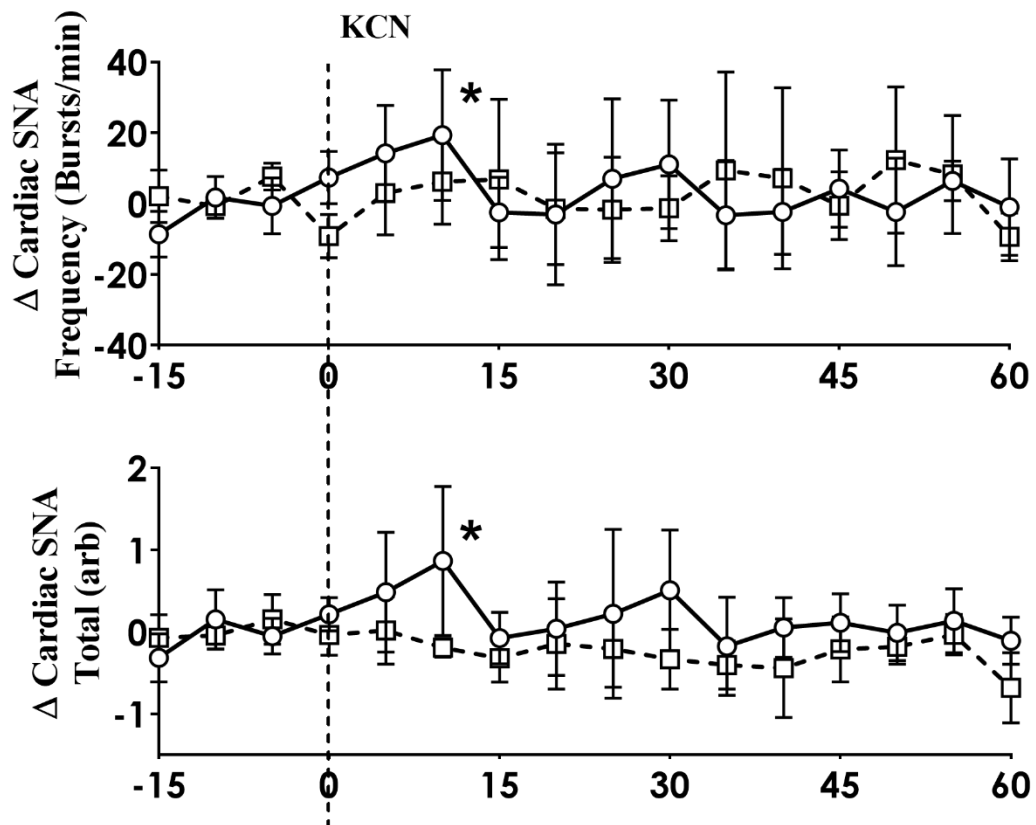 KCN
Δ Cardiac SNA
Frequency (Bursts/min)
40
20
0
-20
-40
*
-15 0 15 30 45 60
Δ Cardiac SNA
Total (arb)
2
1
0
-1
*
-15 0 15 30 45 60